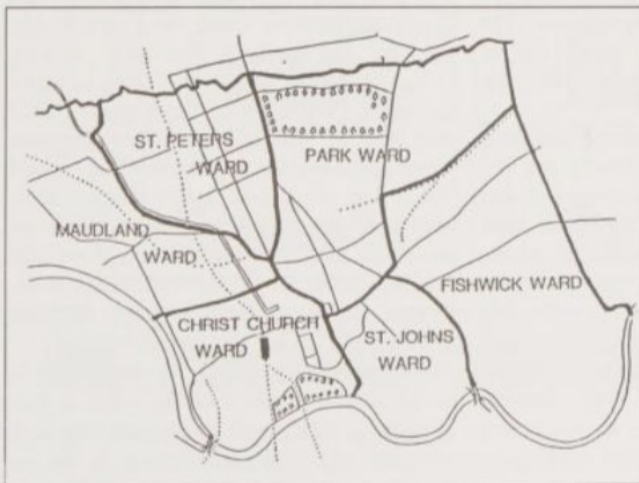 ST. PETERS
WARD
PARK WARD
MAUDLAND
WARD
FISHWICK WARD
CHRIST CHURCH
WARD
ST. JOHNS
WARD